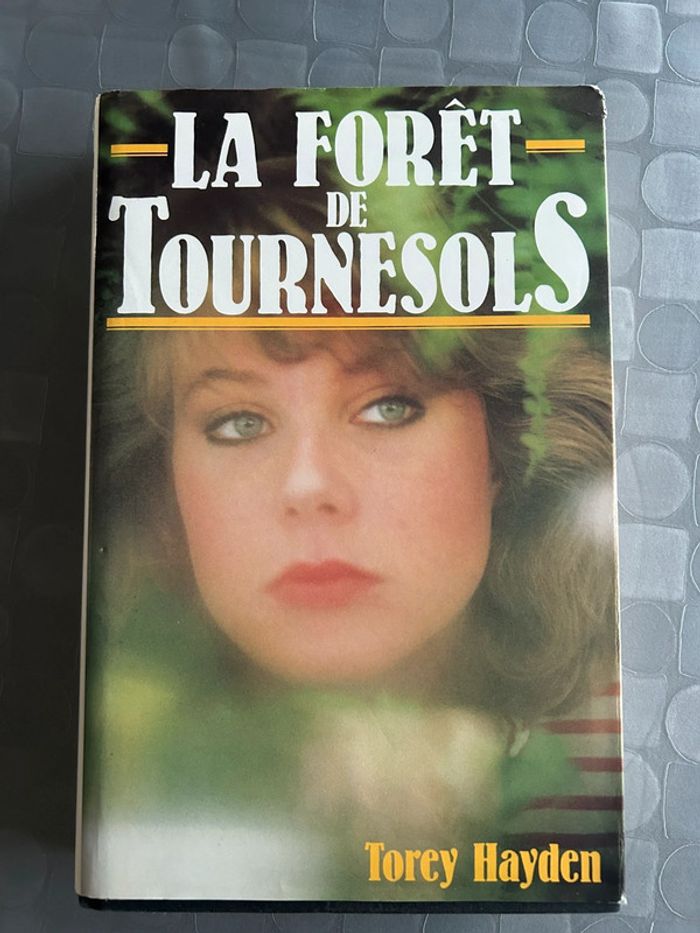 LA FORÊT
DE
TOURNESOLS
Torey Hayden